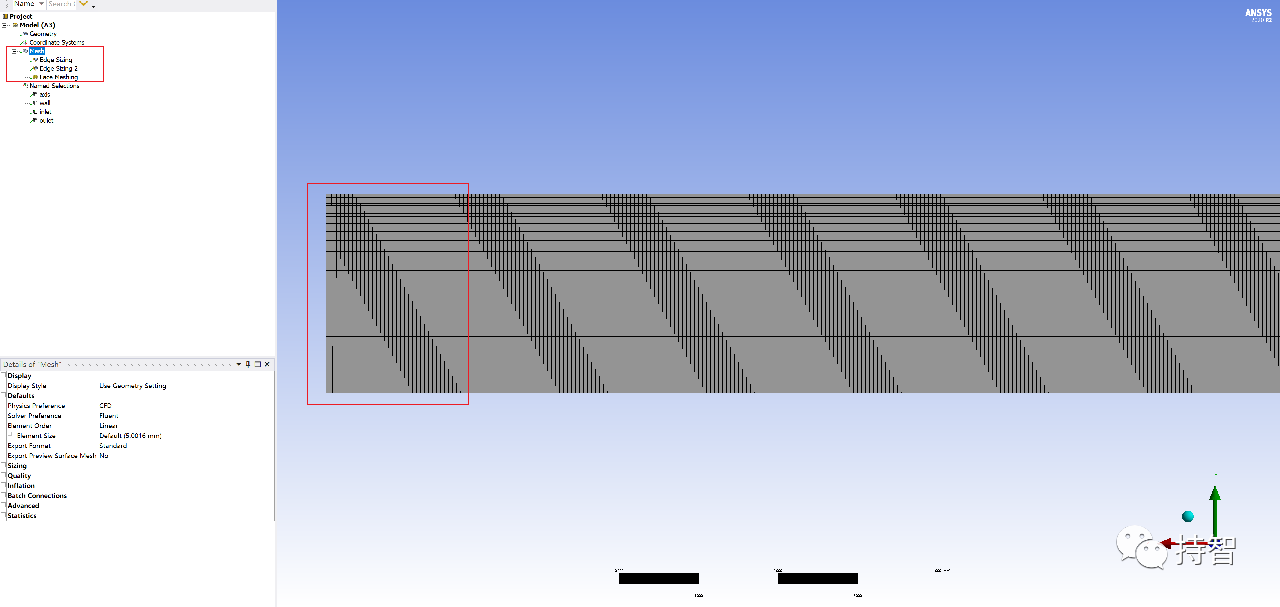 Name
Search
ANSYS
2020 R2
Project
Model (A3)
Geometry
Coordinate Systems
Mesh
Edge Sizing
Edge Sizing 2
Face Meshing
Named Selections
axis
wall
inlet
outlet
Details of "Mesh"
Display
Display Style Use Geometry Setting
Defaults
Physics Preference CFD
Solver Preference Fluent
Element Order Linear
Element Size Default (5.0016 mm)
Export Format Standard
Export Preview Surface Mesh No
Sizing
Quality
Inflation
Batch Connections
Advanced
Statistics
持智